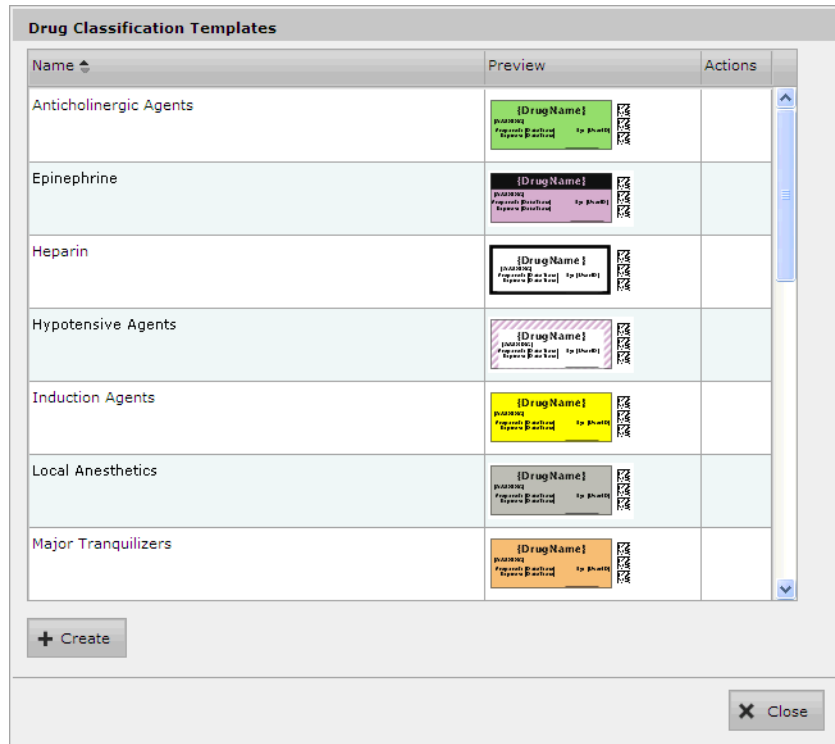 Drug Classification Templates
Name Preview Actions
Anticholinergic Agents
{DrugName}
Epinephrine
{DrugName}
Heparin
{DrugName}
Hypotensive Agents
{DrugName}
Induction Agents
{DrugName}
Local Anesthetics
{DrugName}
Major Tranquilizers
{DrugName}
Create
Close